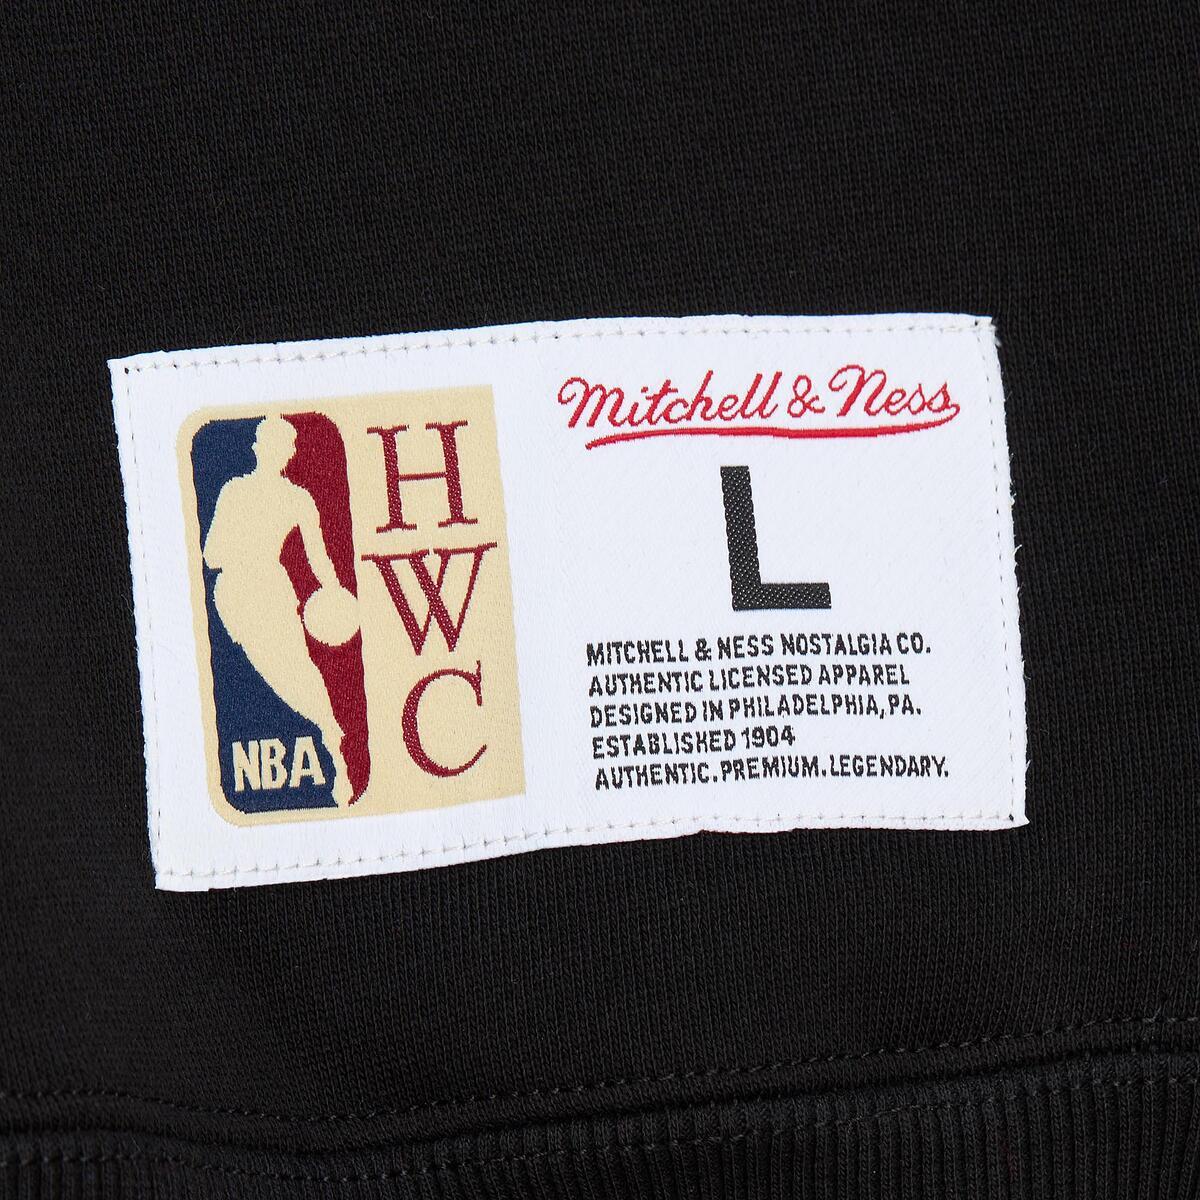 NBA
H
W
C
Mitchell & Ness
L
MITCHELL & NESS NOSTALGIA CO.
AUTHENTIC LICENSED APPAREL
DESIGNED IN PHILADELPHIA, PA.
ESTABLISHED 1904
AUTHENTIC. PREMIUM. LEGENDARY.